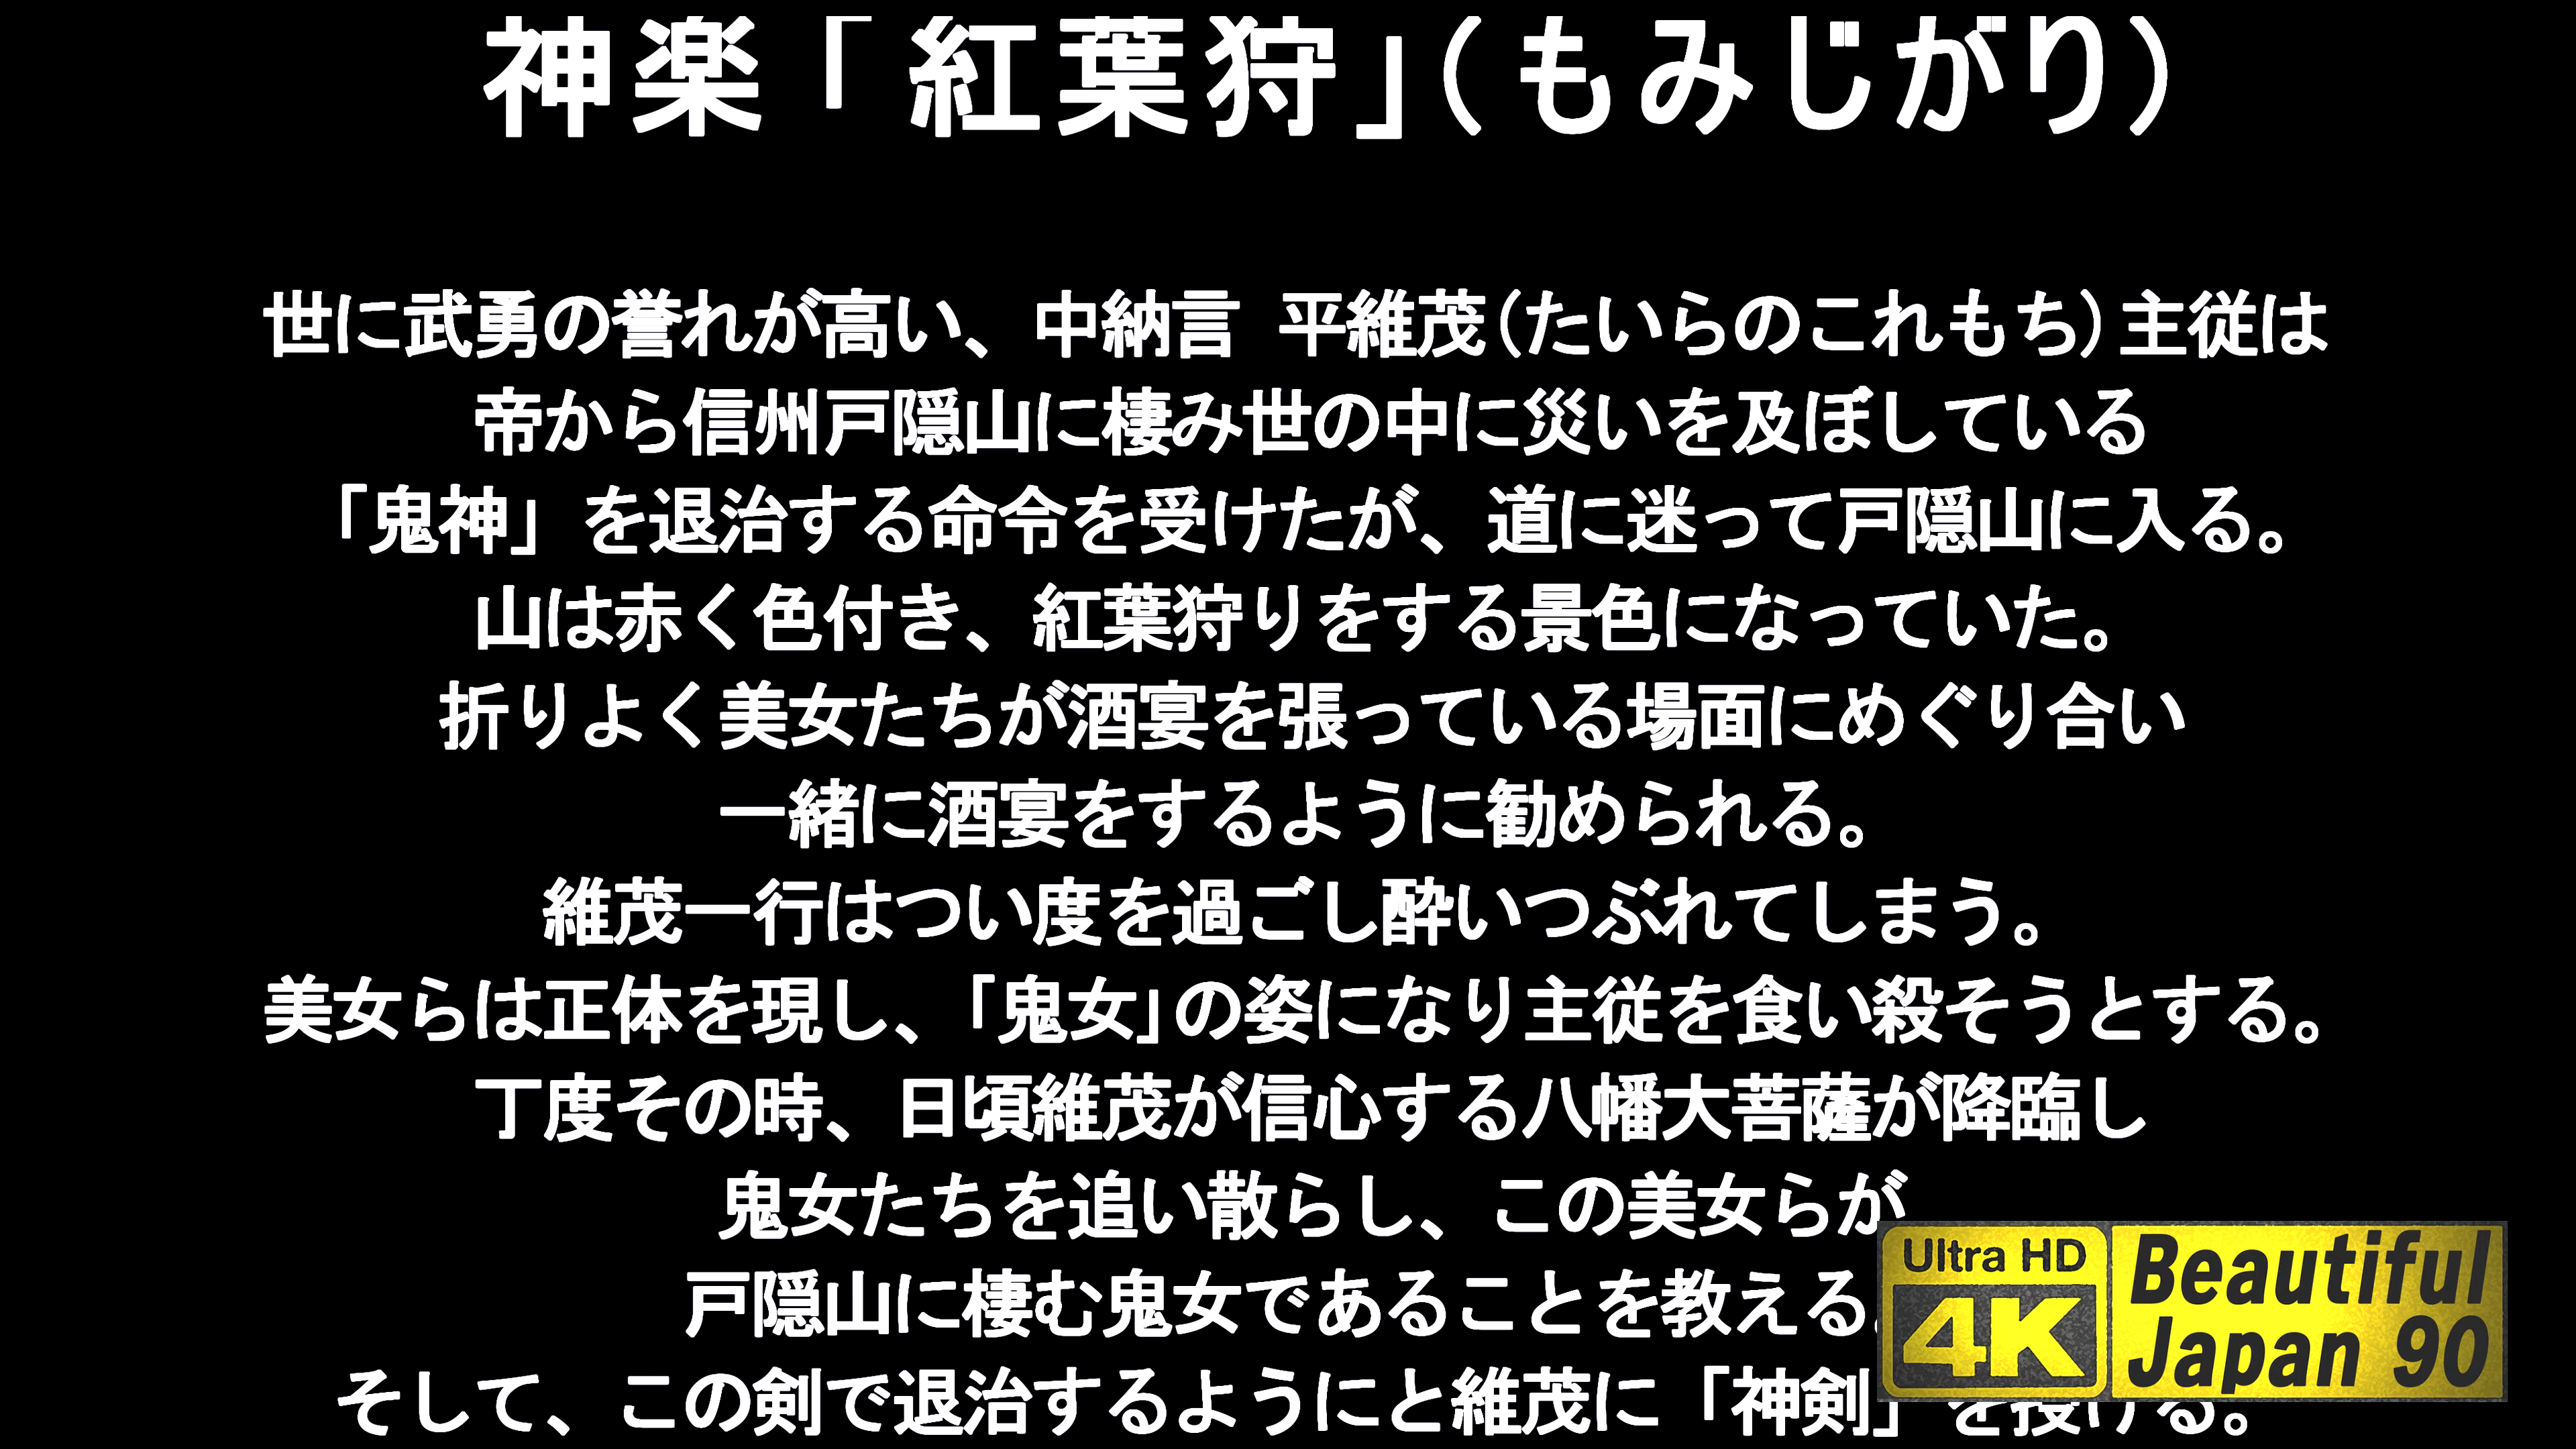 神楽「紅葉狩」(もみじがり)
世に武勇の誉れが高い、中納言 平維茂(たいらのこれもち)主従は
帝から信州戸隠山に棲み世の中に災いを及ぼしている
「鬼神」を退治する命令を受けたが、道に迷って戸隠山に入る。
山は赤く色付き、紅葉狩りをする景色になっていた。
折りよく美女たちが酒宴を張っている場面にめぐり合い
一緒に酒宴をするように勧められる。
維茂一行はつい度を過ごし酔いつぶれてしまう。
美女らは正体を現し、「鬼女」の姿になり主従を食い殺そうとする。
丁度その時、日頃維茂が信心する八幡大菩薩が降臨し
鬼女たちを追い散らし、この美女らが
戸隠山に棲む鬼女であることを教える。
そして、この剣で退治するようにと維茂に「神剣」を授ける。
Ultra HD
4K
Beautiful
Japan 90